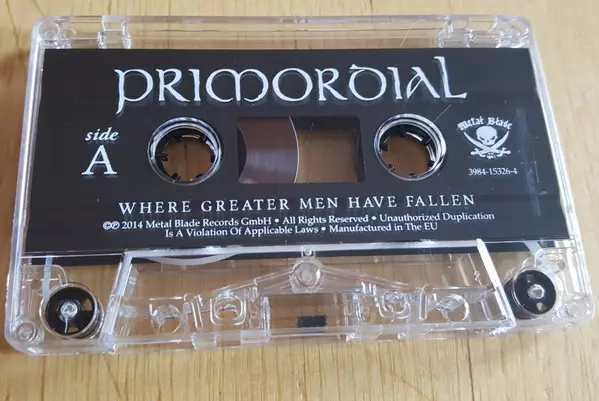 PRIMORDIAL
side
A
Metal Blade
3984-15326-4
WHERE GREATER MEN HAVE FALLEN
©℗ 2014 Metal Blade Records GmbH • All Rights Reserved • Unauthorized Duplication
Is A Violation Of Applicable Laws • Manufactured in The EU